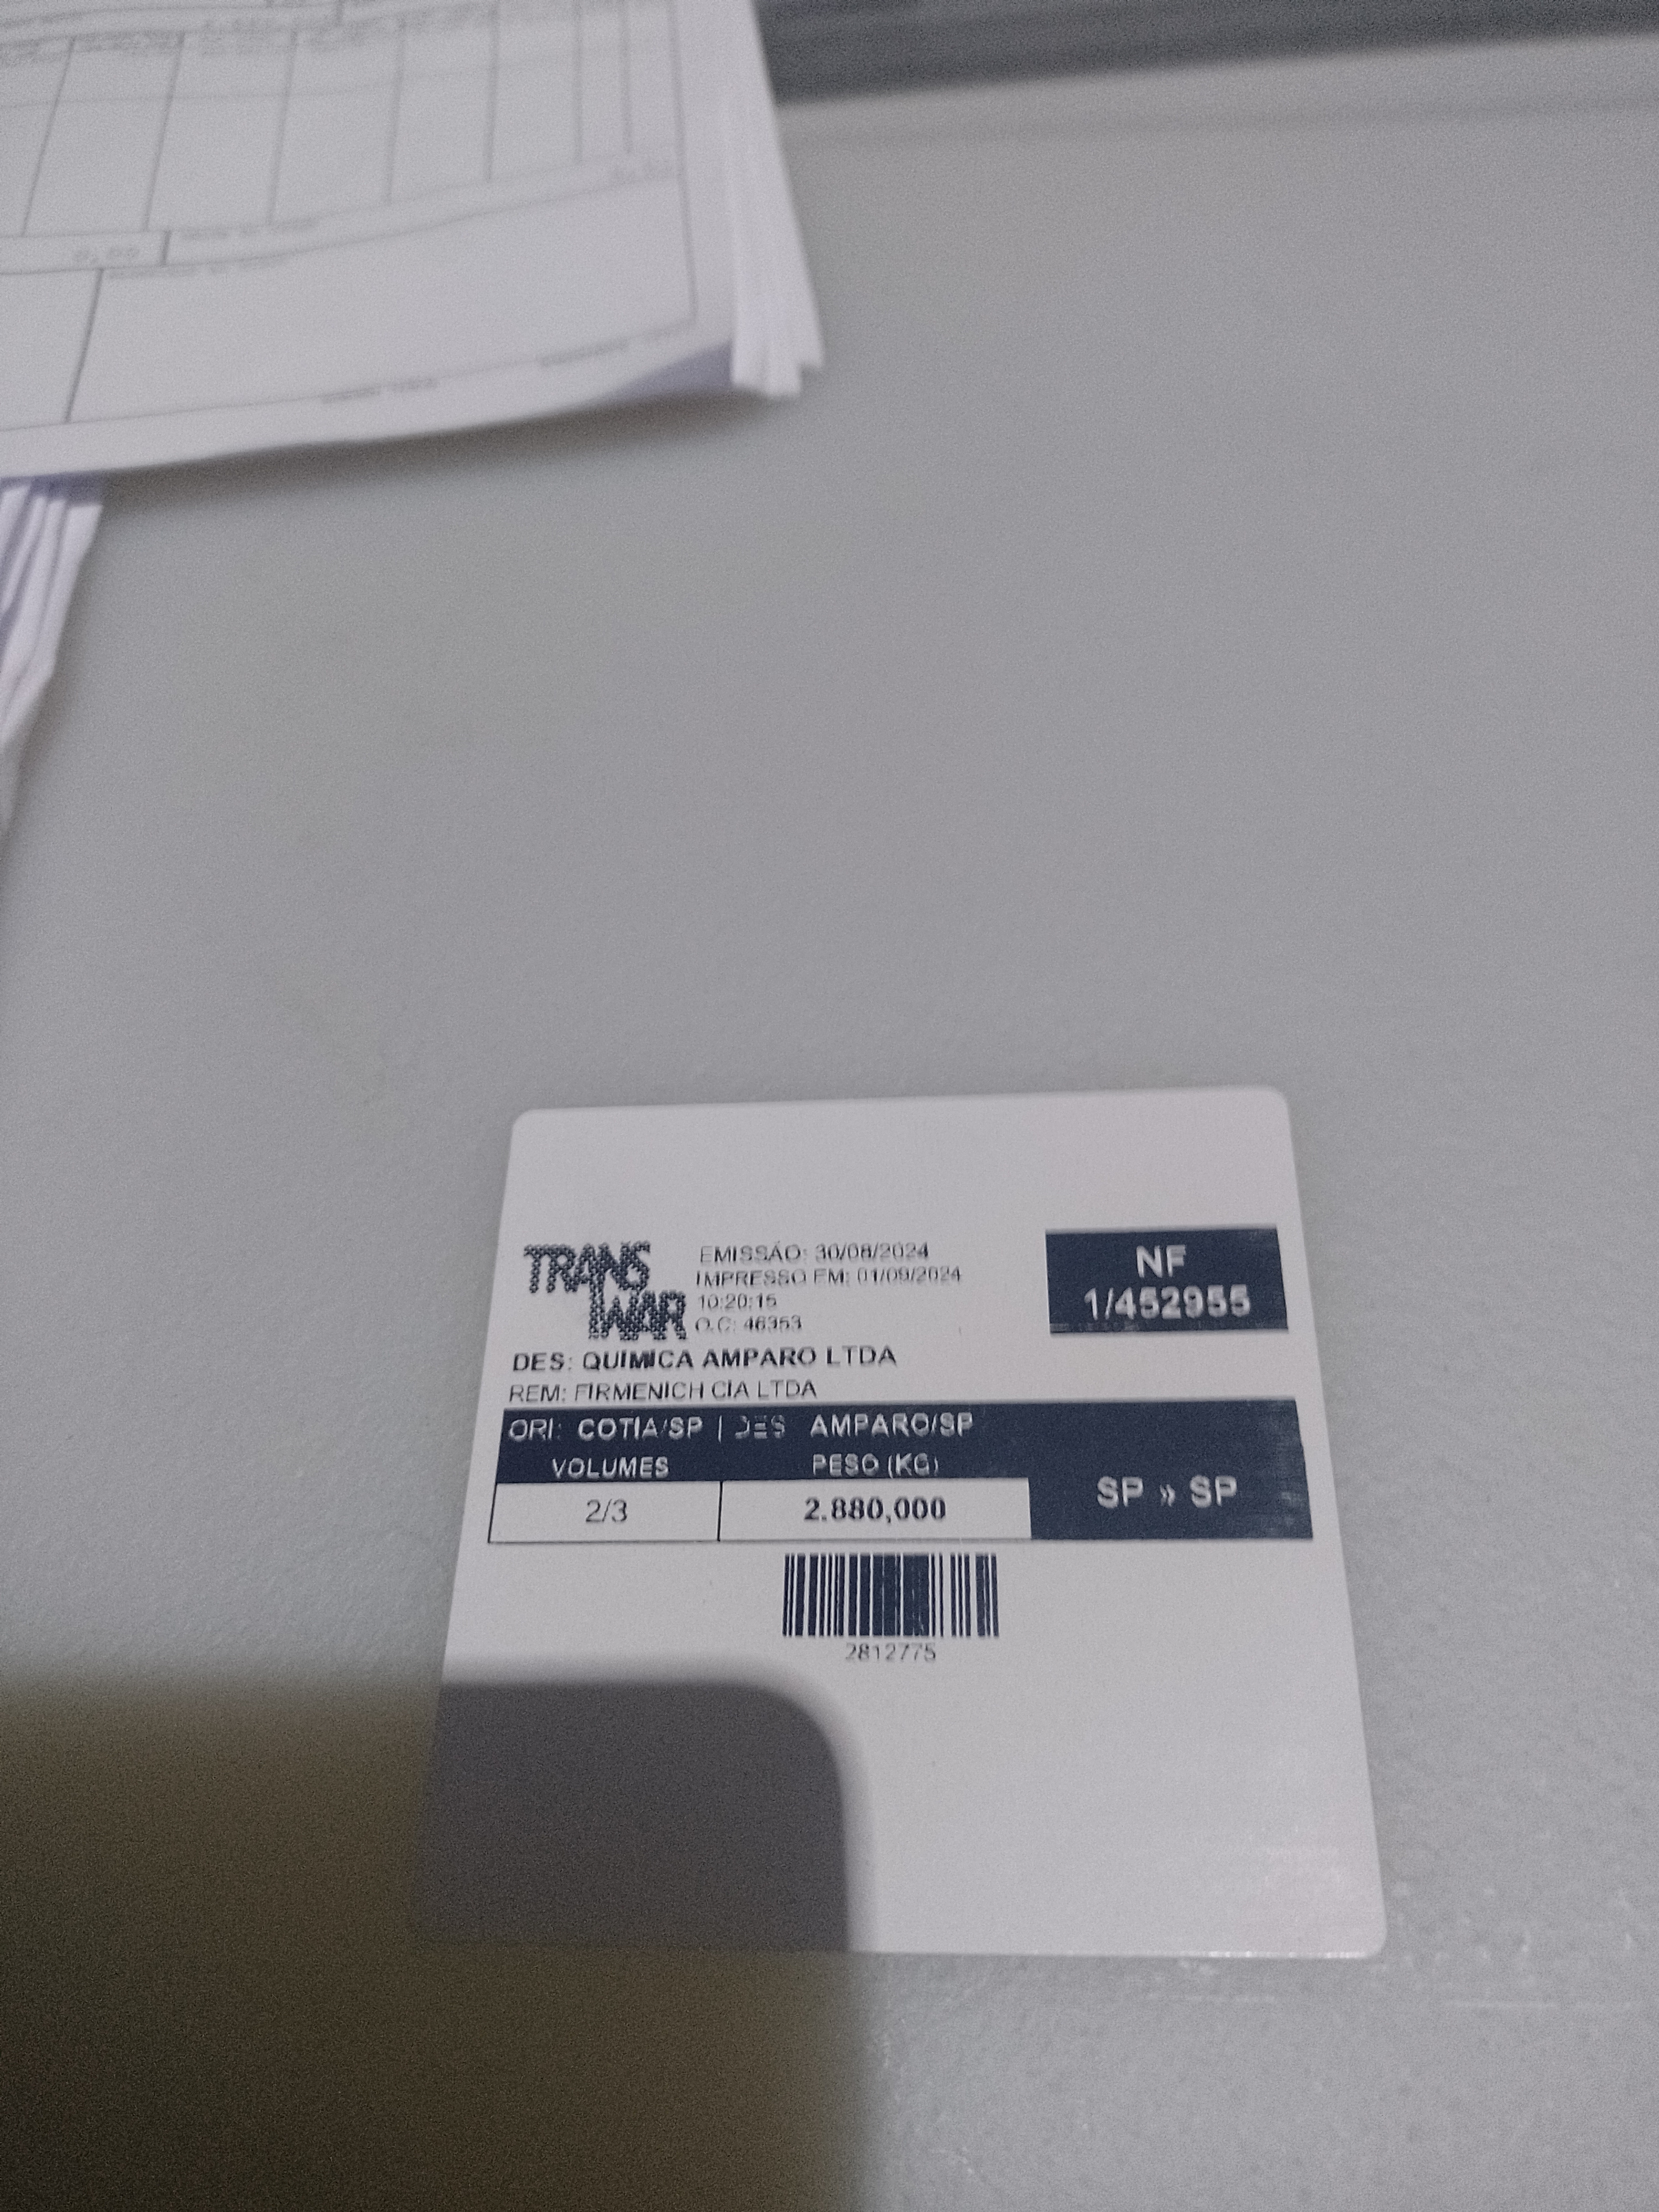 TRANS
WAR
EMISSÃO: 30/08/2024
IMPRESSO EM: 01/09/2024
10:20:15
O.C: 46353
NF
1/452955
DES: QUIMICA AMPARO LTDA
REM: FIRMENICH CIA LTDA
ORI: COTIA/SP | DES AMPARO/SP
VOLUMES PESO (KG)
2/3 2.880,000
SP » SP
2812775